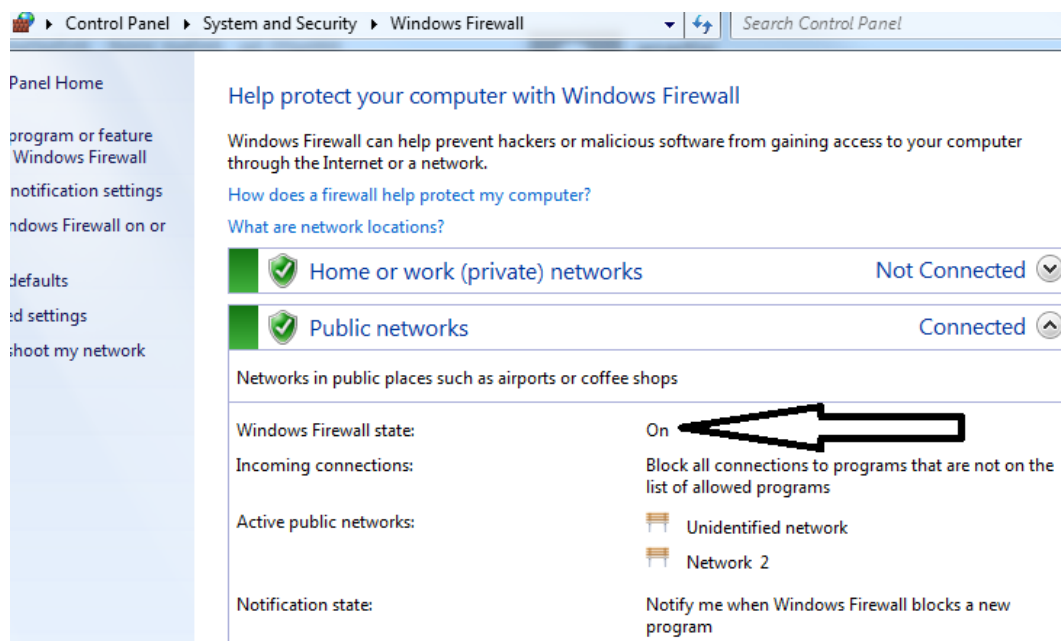 Control Panel ▸ System and Security ▸ Windows Firewall
Search Control Panel
Panel Home
program or feature
Windows Firewall
notification settings
ndows Firewall on or
defaults
ed settings
shoot my network
Help protect your computer with Windows Firewall
Windows Firewall can help prevent hackers or malicious software from gaining access to your computer
through the Internet or a network.
How does a firewall help protect my computer?
What are network locations?
Home or work (private) networks Not Connected
Public networks Connected
Networks in public places such as airports or coffee shops
Windows Firewall state: On
Incoming connections: Block all connections to programs that are not on the
list of allowed programs
Active public networks: Unidentified network
Network 2
Notification state: Notify me when Windows Firewall blocks a new
program